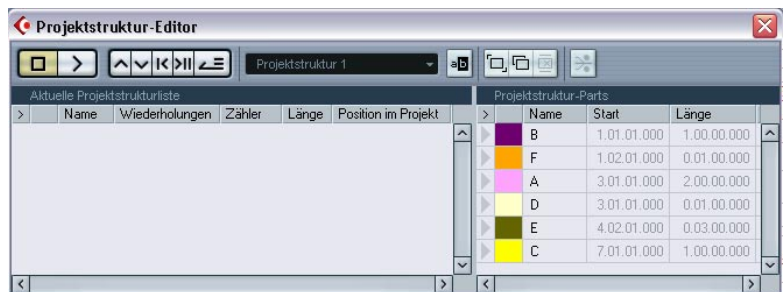 Projektstruktur-Editor
Projektstruktur 1
ab
Aktuelle Projektstrukturliste
Projektstruktur-Parts
> Name Wiederholungen Zähler Länge Position im Projekt
> Name Start Länge
B 1.01.01.000 1.00.00.000
F 1.02.01.000 0.01.00.000
A 3.01.01.000 2.00.00.000
D 3.01.01.000 0.01.00.000
E 4.02.01.000 0.03.00.000
C 7.01.01.000 1.00.00.000